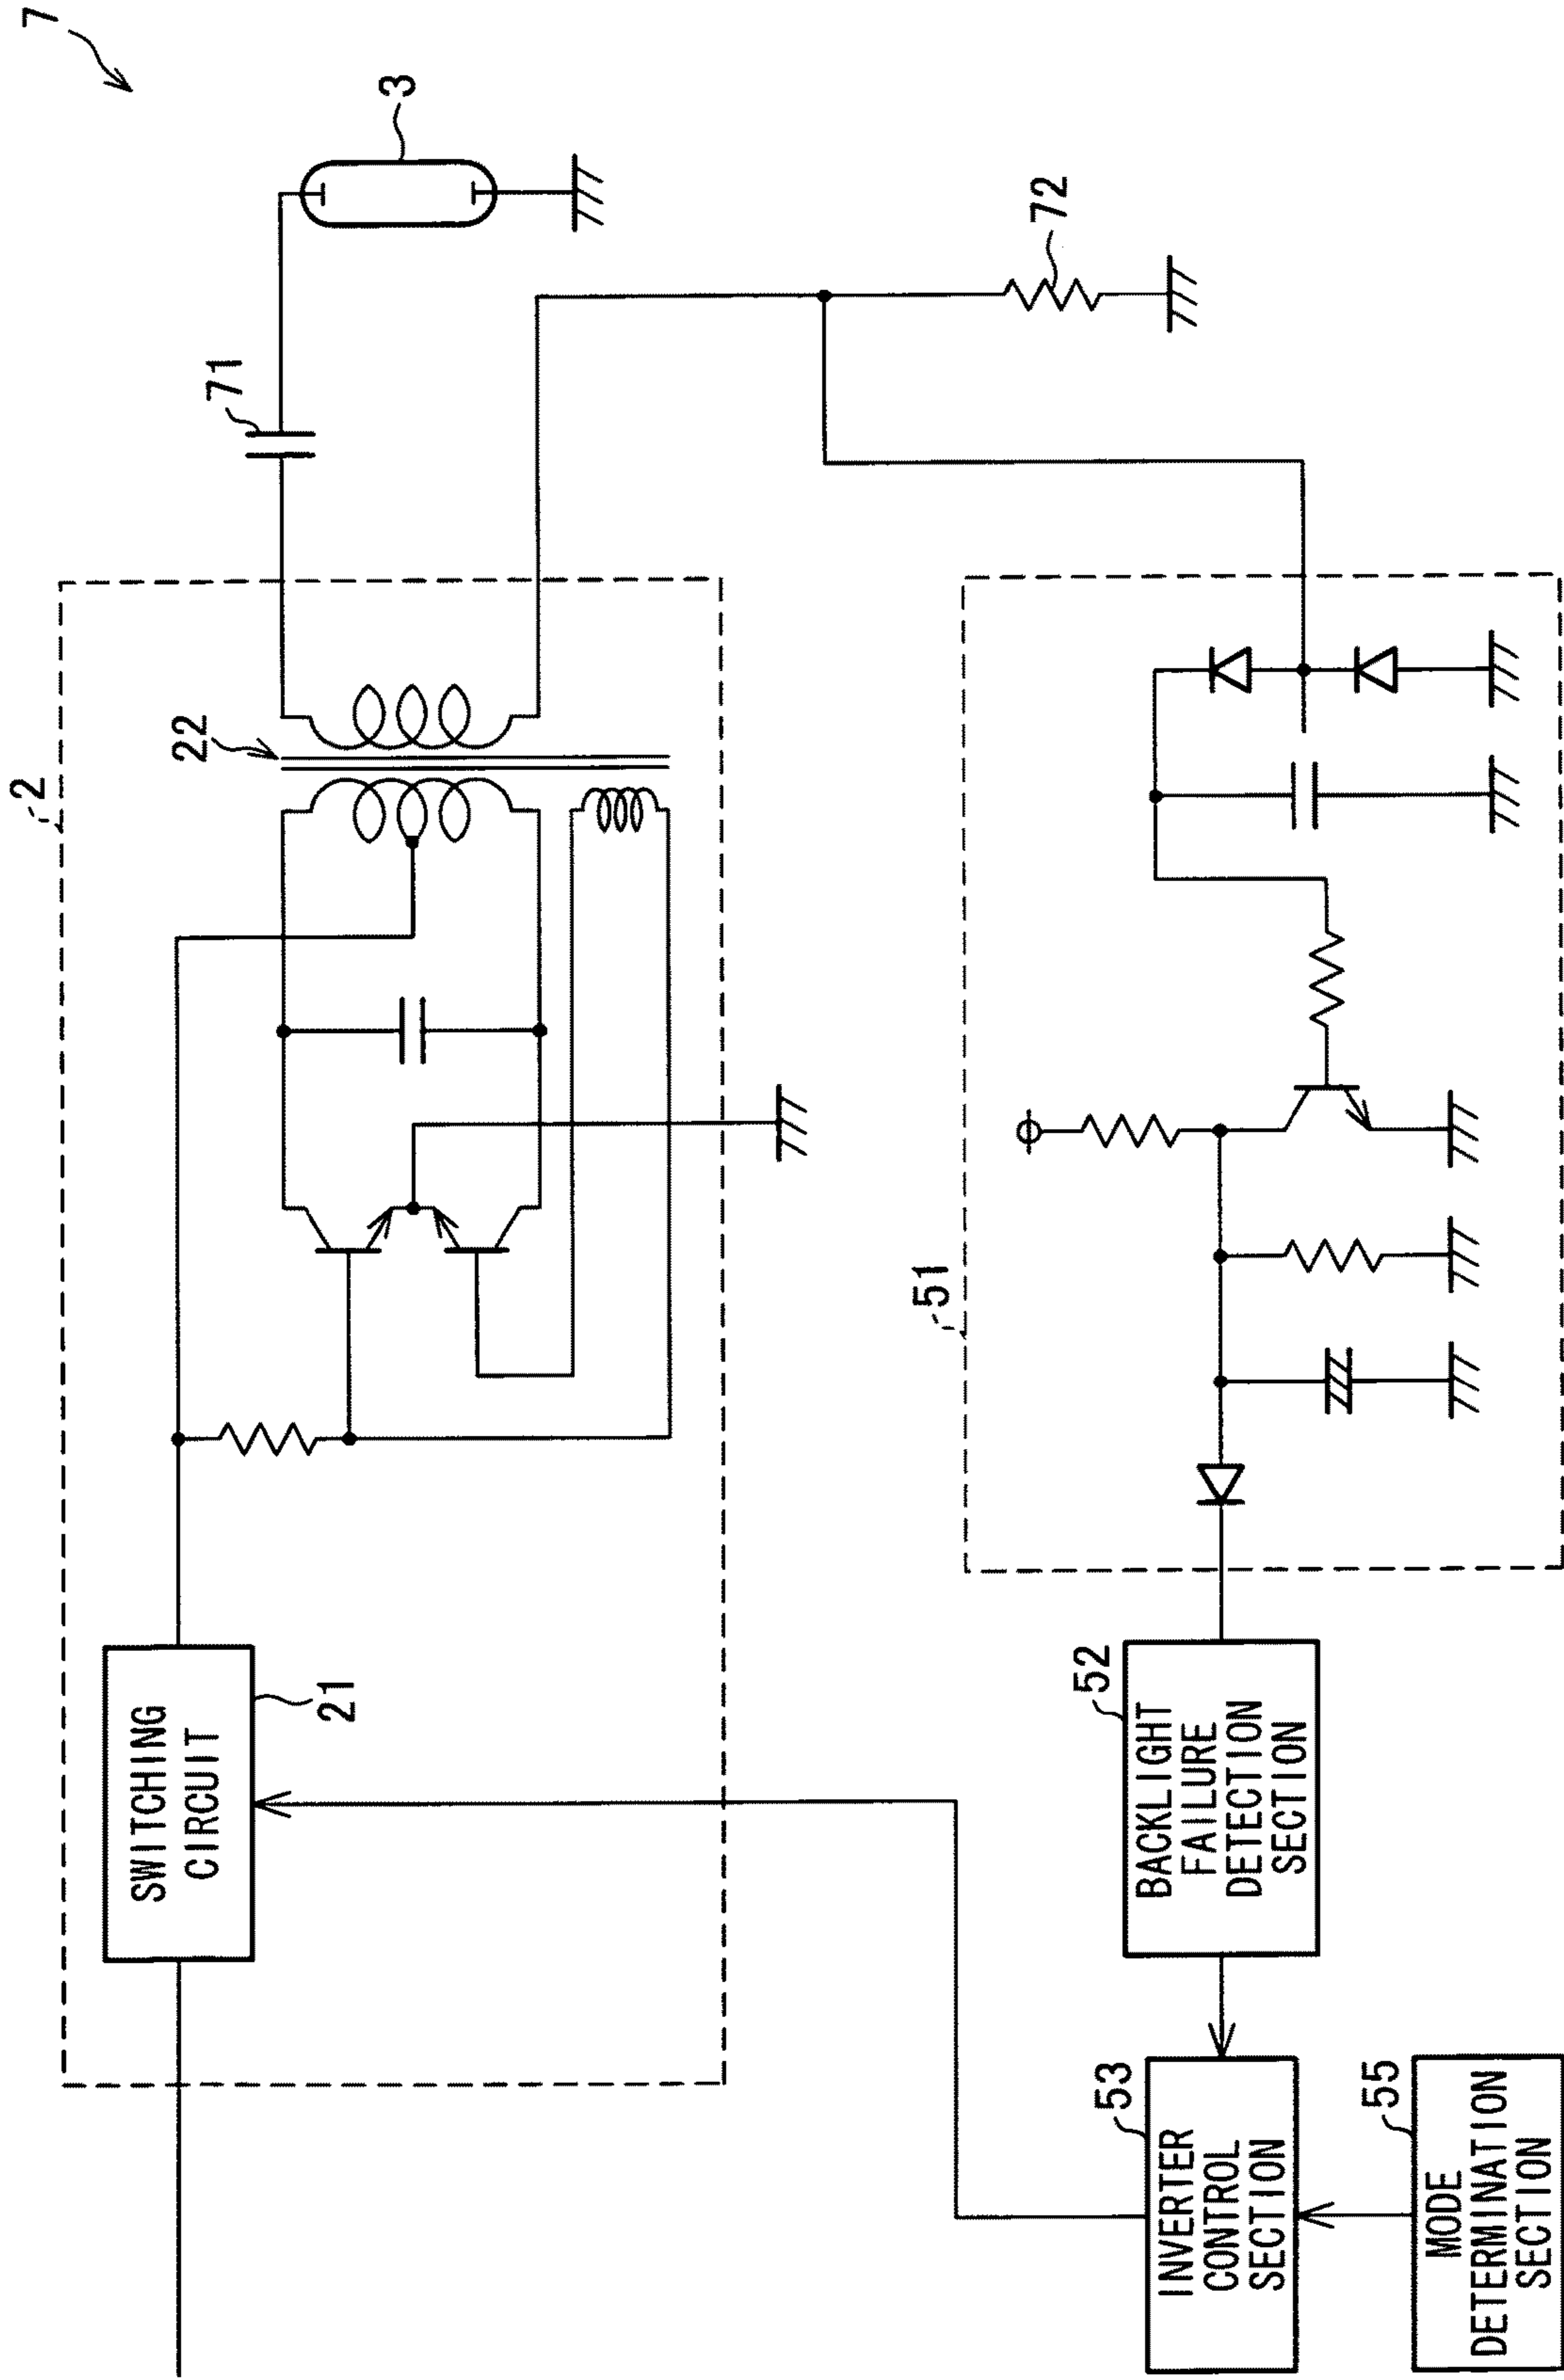 7
3
71
72
2
22
51
SWITCHING
CIRCUIT
21
52
BACKLIGHT
FAILURE
DETECTION
SECTION
53
INVERTER
CONTROL
SECTION
55
MODE
DETERMINATION
SECTION